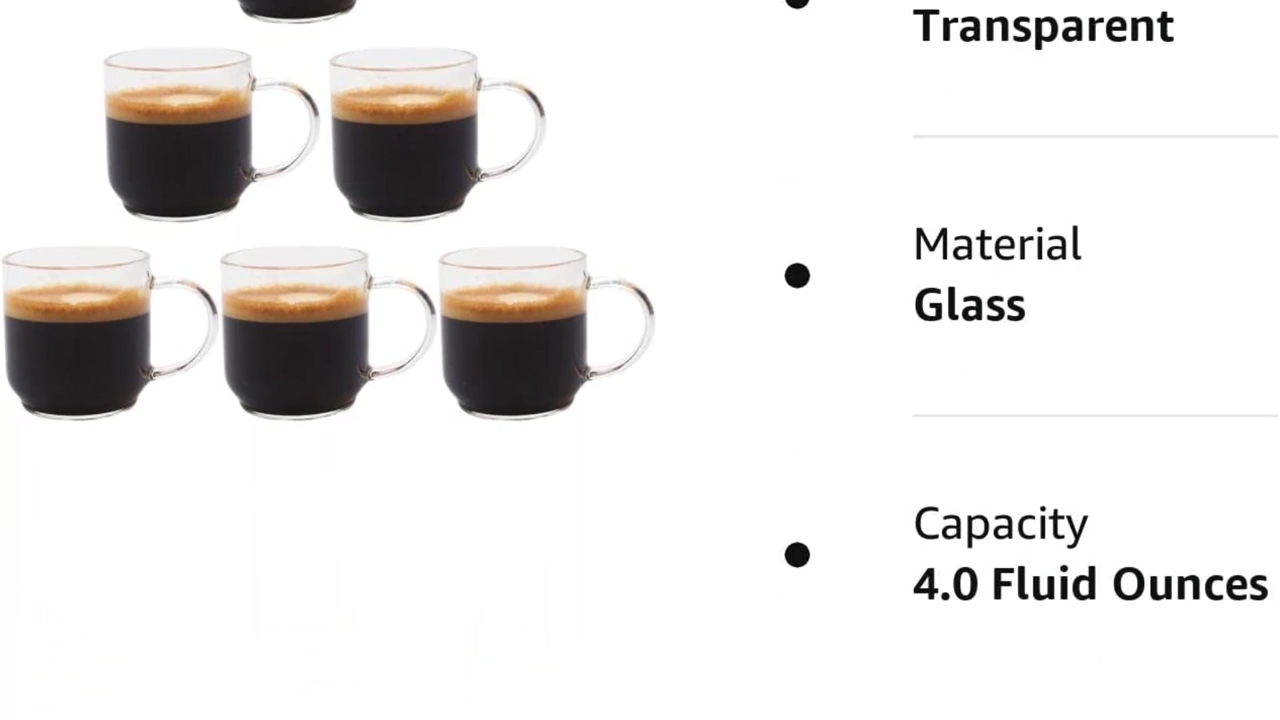 Transparent
Material
Glass
Capacity
4.0 Fluid Ounces